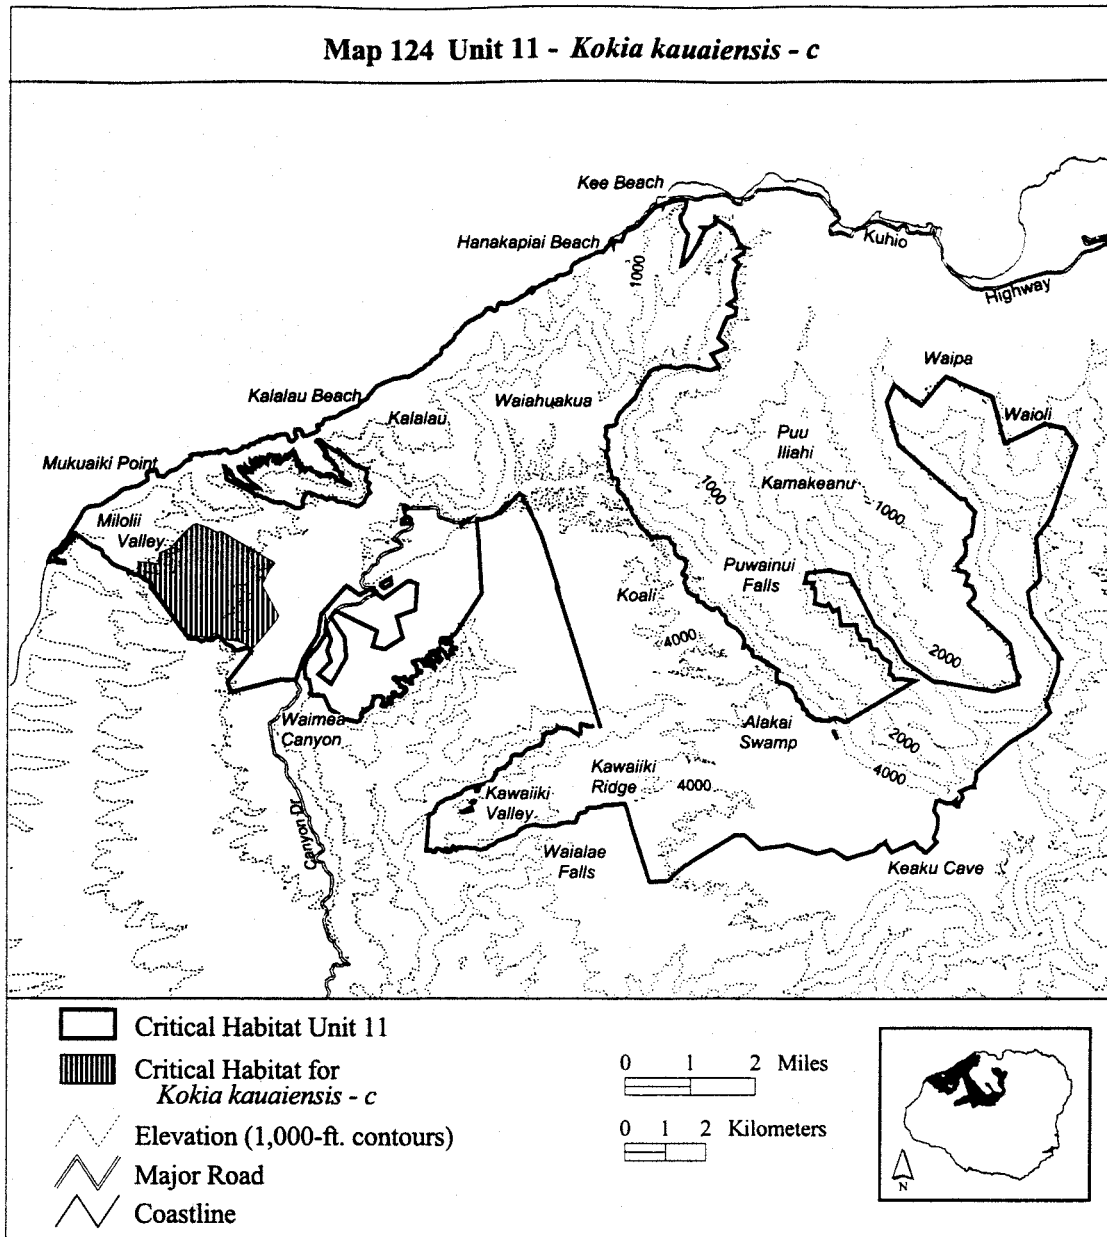 Map 124 Unit 11 - Kokia kauaiensis - c
Kee Beach
Hanakapiai Beach
Kuhio
Highway
1000
Waipa
Kalalau Beach
Kalalau
Waiahuakua
Waioli
Puu
Iliahi
Mukuaiki Point
Kamakeanu
1000
1000
Milolii
Valley
Puwainui
Falls
Koali
4000
2000
Waimea
Canyon
Alakai
Swamp
2000
Kawaiiki
Ridge
4000
4000
Kawaiiki
Valley
Canyon Dr
Waialae
Falls
Keaku Cave
Critical Habitat Unit 11
Critical Habitat for
Kokia kauaiensis - c
Elevation (1,000-ft. contours)
Major Road
Coastline
0 1 2 Miles
0 1 2 Kilometers
N